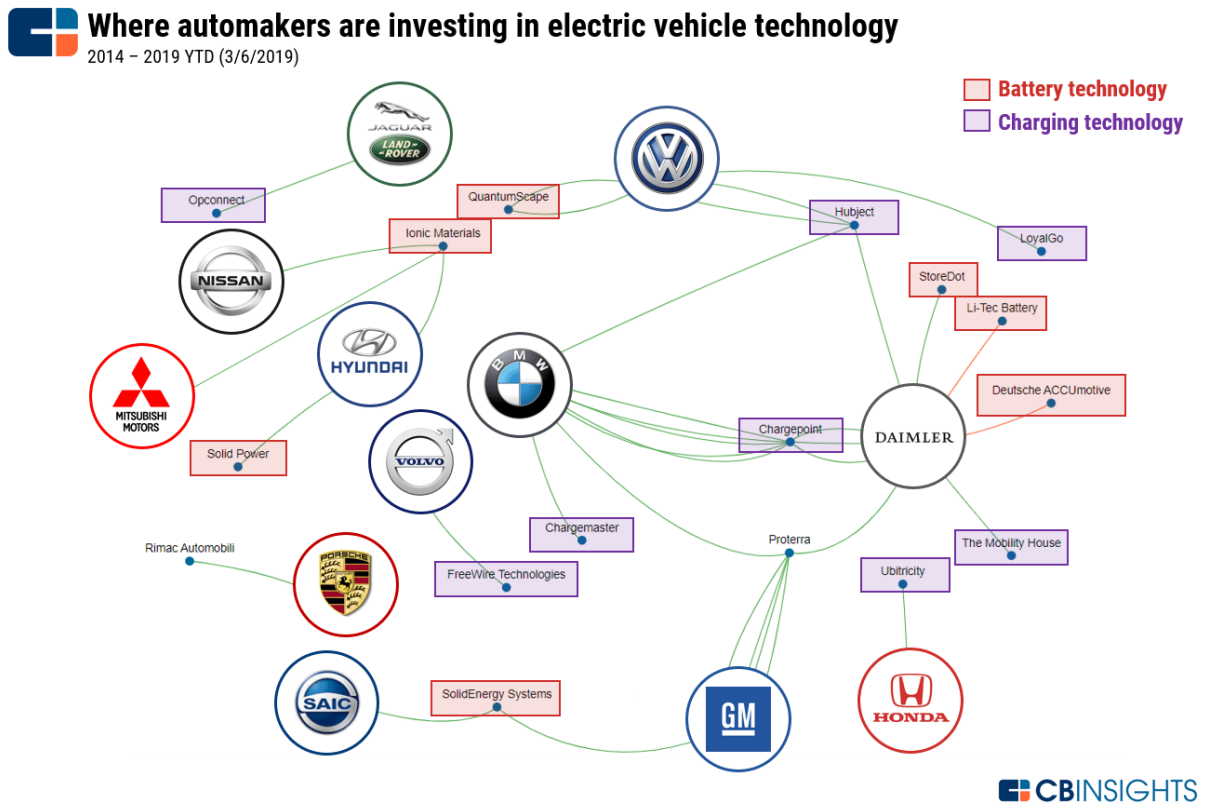 Where automakers are investing in electric vehicle technology
2014 – 2019 YTD (3/6/2019)
Battery technology
Charging technology
JAGUAR
LAND-
-ROVER
Opconnect
QuantumScape
Hubject
Ionic Materials
LoyalGo
NISSAN
StoreDot
Li-Tec Battery
HYUNDAI
BMW
MITSUBISHI
MOTORS
Deutsche ACCUmotive
Chargepoint
DAIMLER
Solid Power
VOLVO
Chargemaster
Proterra
The Mobility House
Rimac Automobili
PORSCHE
FreeWire Technologies
Ubitricity
SAIC
SolidEnergy Systems
GM
HONDA
CBINSIGHTS